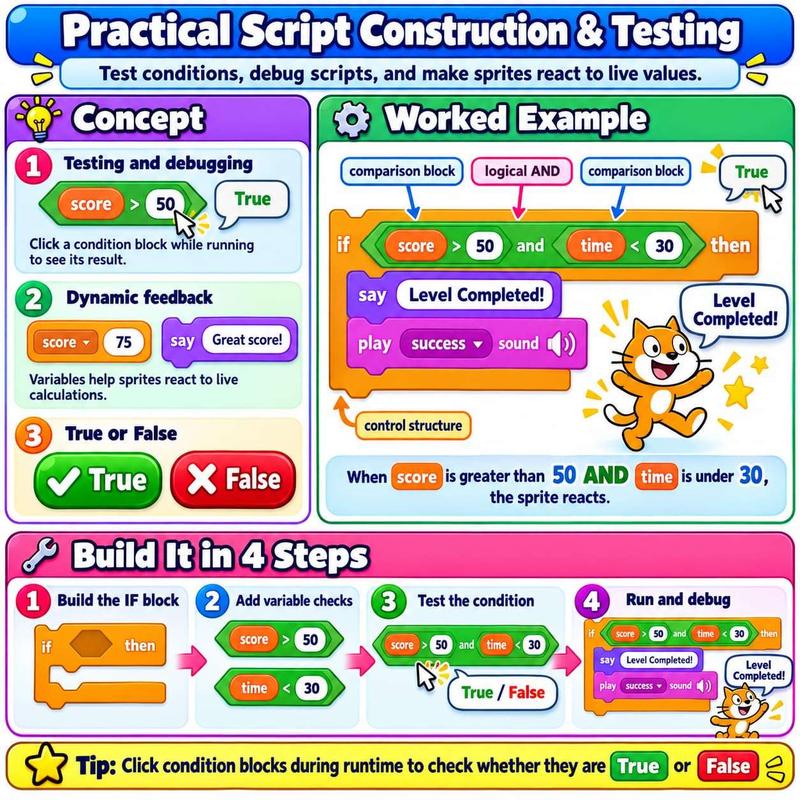 Practical Script Construction & Testing
Test conditions, debug scripts, and make sprites react to live values.
Concept
1 Testing and debugging
score > 50
True
Click a condition block while running
to see its result.
2 Dynamic feedback
score 75 say Great score!
Variables help sprites react to live
calculations.
3 True or False
True False
Worked Example
comparison block logical AND comparison block
True
if score > 50 and time < 30 then
say Level Completed!
play success sound
Level
Completed!
control structure
When score is greater than 50 AND time is under 30,
the sprite reacts.
Build It in 4 Steps
1 Build the IF block
if then
2 Add variable checks
score > 50
time < 30
3 Test the condition
score > 50 and time < 30
True / False
4 Run and debug
if score > 50 and time < 30 then
say Level Completed!
play success sound
Level
Completed!
Tip: Click condition blocks during runtime to check whether they are True or False